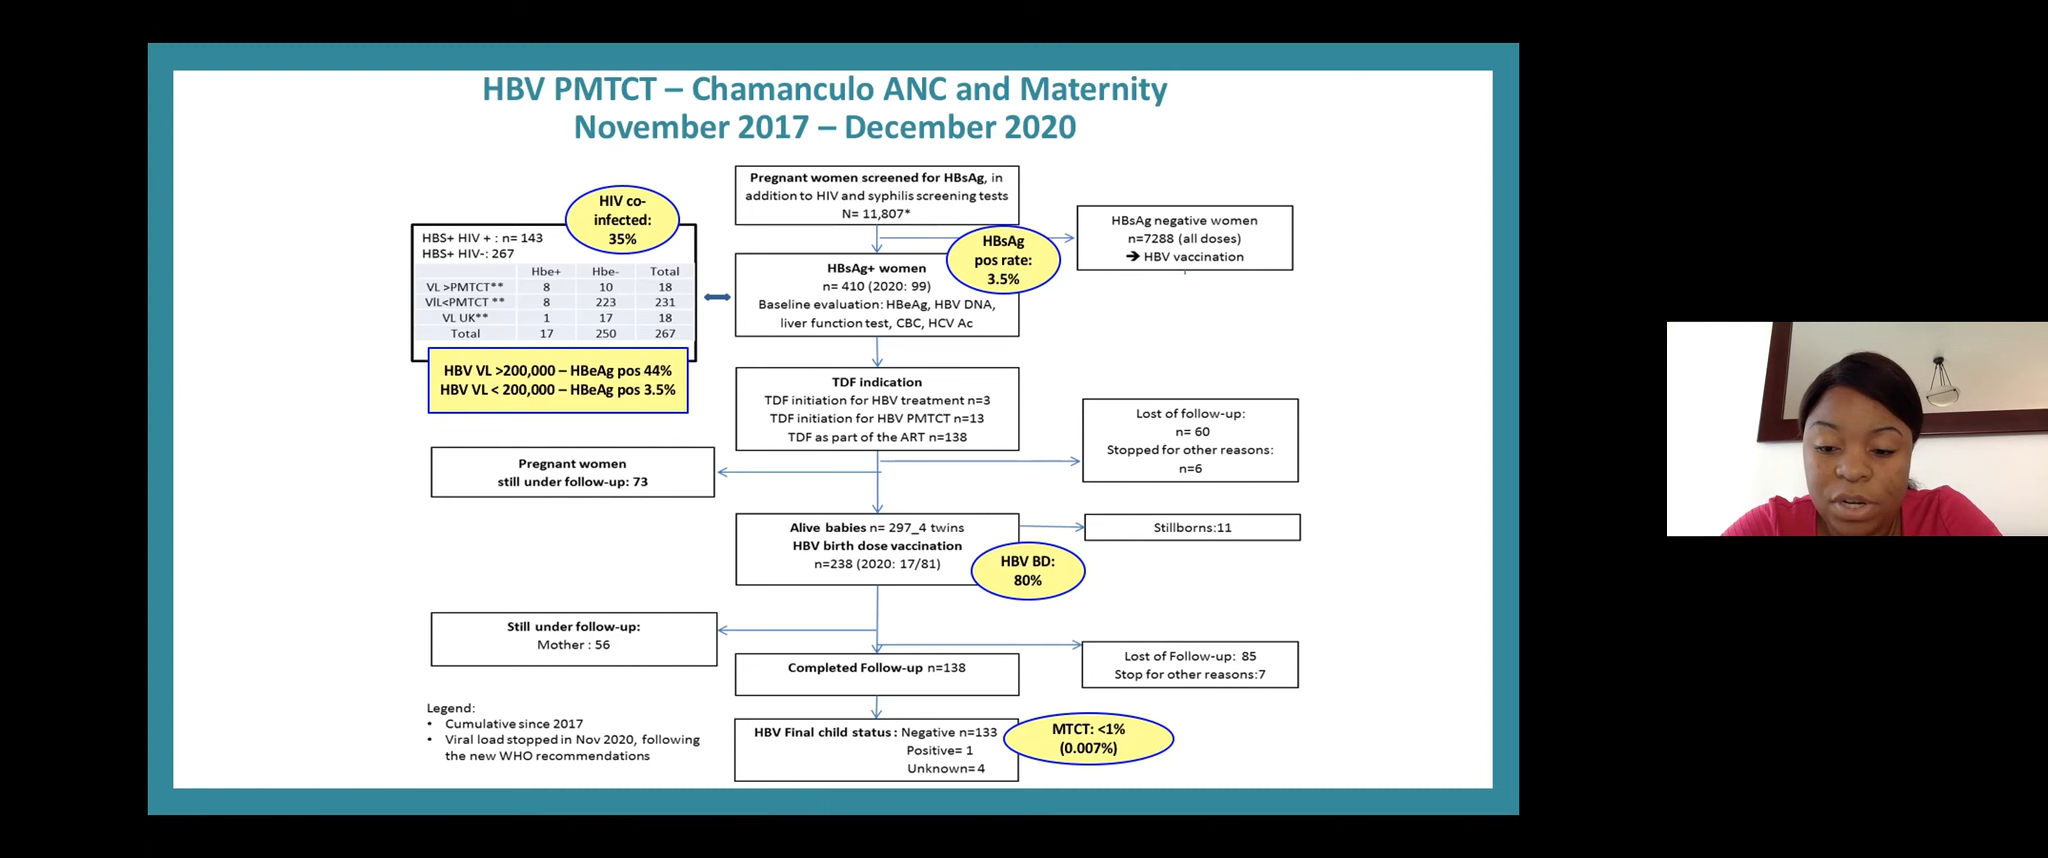 HBV PMTCT – Chamanculo ANC and Maternity
November 2017 – December 2020
Pregnant women screened for HBsAg, in
addition to HIV and syphilis screening tests
N= 11,807*
HIV co-
infected:
35%
HBS+ HIV + : n= 143
HBS+ HIV-: 267
Hbe+ Hbe- Total
VL >PMTCT** 8 10 18
VlL<PMTCT ** 8 223 231
VL UK** 1 17 18
Total 17 250 267
HBV VL >200,000 – HBeAg pos 44%
HBV VL < 200,000 – HBeAg pos 3.5%
HBsAg
pos rate:
3.5%
HBsAg negative women
n=7288 (all doses)
➔ HBV vaccination
HBsAg+ women
n= 410 (2020: 99)
Baseline evaluation: HBeAg, HBV DNA,
liver function test, CBC, HCV Ac
TDF indication
TDF initiation for HBV treatment n=3
TDF initiation for HBV PMTCT n=13
TDF as part of the ART n=138
Lost of follow-up:
n= 60
Stopped for other reasons:
n=6
Pregnant women
still under follow-up: 73
Alive babies n= 297_4 twins
HBV birth dose vaccination
n=238 (2020: 17/81)
Stillborns:11
HBV BD:
80%
Still under follow-up:
Mother : 56
Completed Follow-up n=138
Lost of Follow-up: 85
Stop for other reasons:7
HBV Final child status : Negative n=133
Positive= 1
Unknown= 4
MTCT: <1%
(0.007%)
Legend:
• Cumulative since 2017
• Viral load stopped in Nov 2020, following
the new WHO recommendations